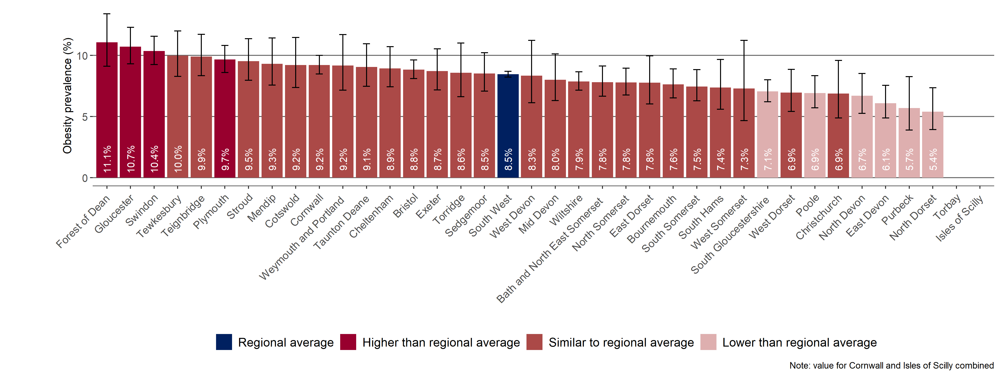 Obesity prevalence (%)
10
5
0
11.1%
10.7%
10.4%
10.0%
9.9%
9.7%
9.5%
9.3%
9.2%
9.2%
9.2%
9.1%
8.9%
8.8%
8.7%
8.6%
8.5%
8.5%
8.3%
8.0%
7.9%
7.8%
7.8%
7.8%
7.6%
7.5%
7.4%
7.3%
7.1%
6.9%
6.9%
6.9%
6.7%
6.1%
5.7%
5.4%
Forest of Dean
Gloucester
Swindon
Tewkesbury
Teignbridge
Plymouth
Stroud
Mendip
Cotswold
Cornwall
Weymouth and Portland
Taunton Deane
Cheltenham
Bristol
Exeter
Torridge
Sedgemoor
South West
West Devon
Mid Devon
Wiltshire
Bath and North East Somerset
North Somerset
East Dorset
Bournemouth
South Somerset
South Hams
West Somerset
South Gloucestershire
West Dorset
Poole
Christchurch
North Devon
East Devon
Purbeck
North Dorset
Torbay
Isles of Scilly
Regional average
Higher than regional average
Similar to regional average
Lower than regional average
Note: value for Cornwall and Isles of Scilly combined